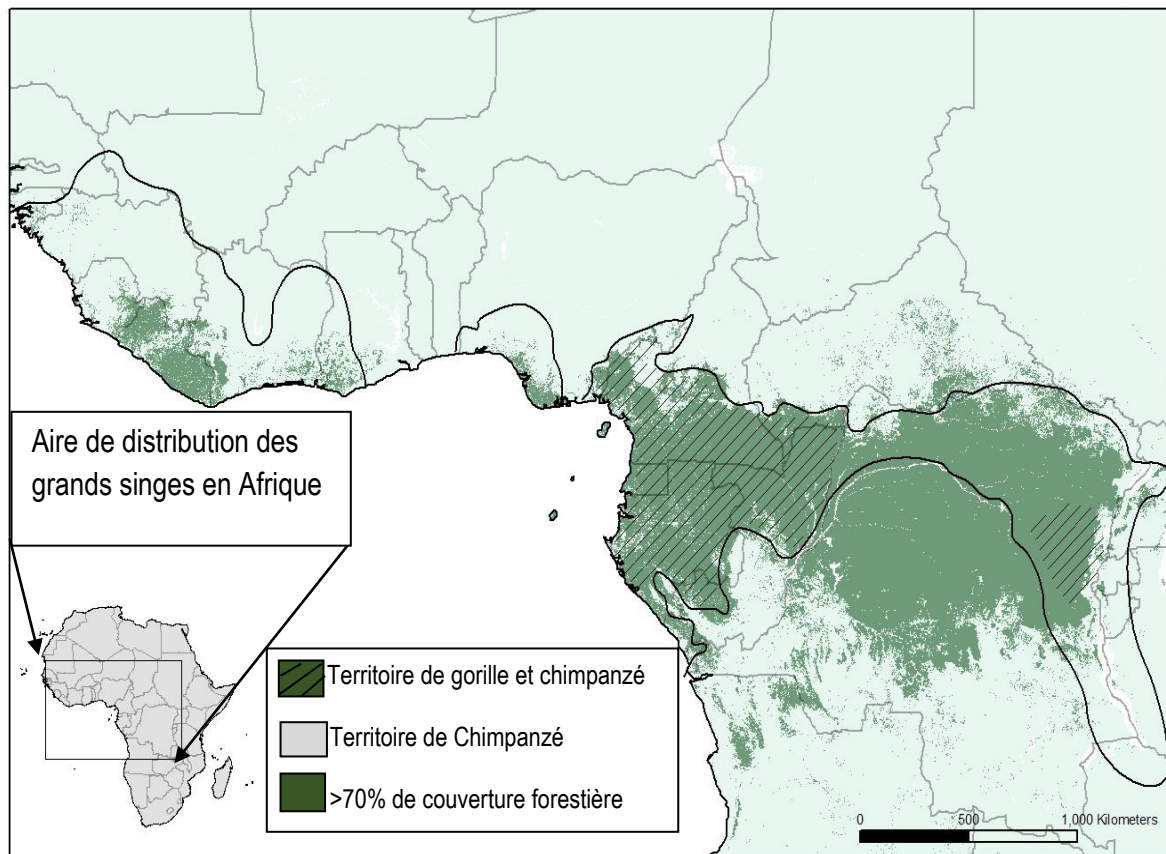 Aire de distribution des
grands singes en Afrique
Territoire de gorille et chimpanzé
Territoire de Chimpanzé
>70% de couverture forestière
0 500 1,000 Kilometers